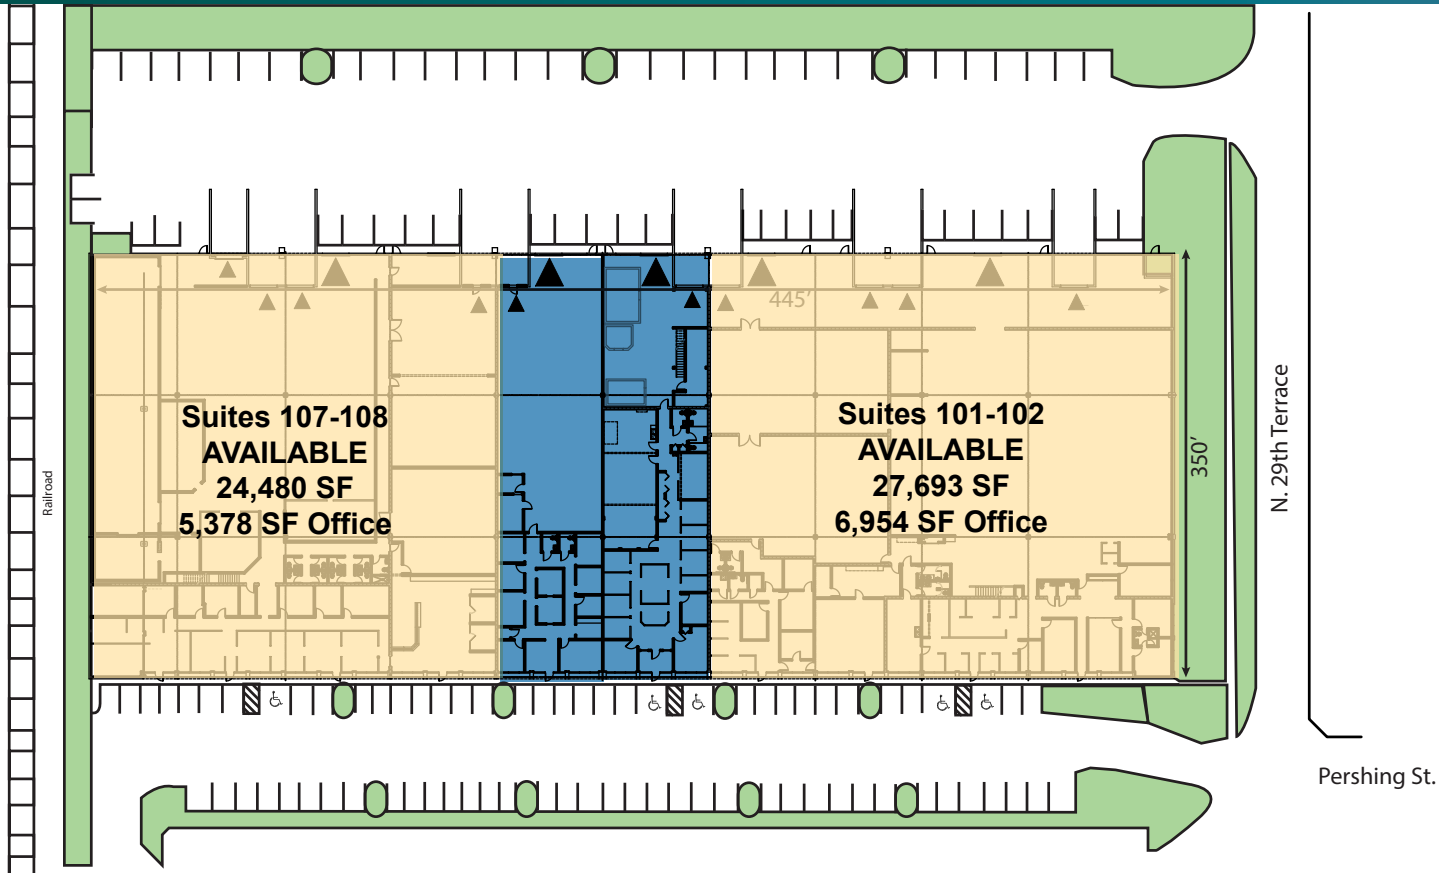 445'
Suites 107-108
AVAILABLE
24,480 SF
5,378 SF Office
Suites 101-102
AVAILABLE
27,693 SF
6,954 SF Office
350'
N. 29th Terrace
Railroad
Pershing St.